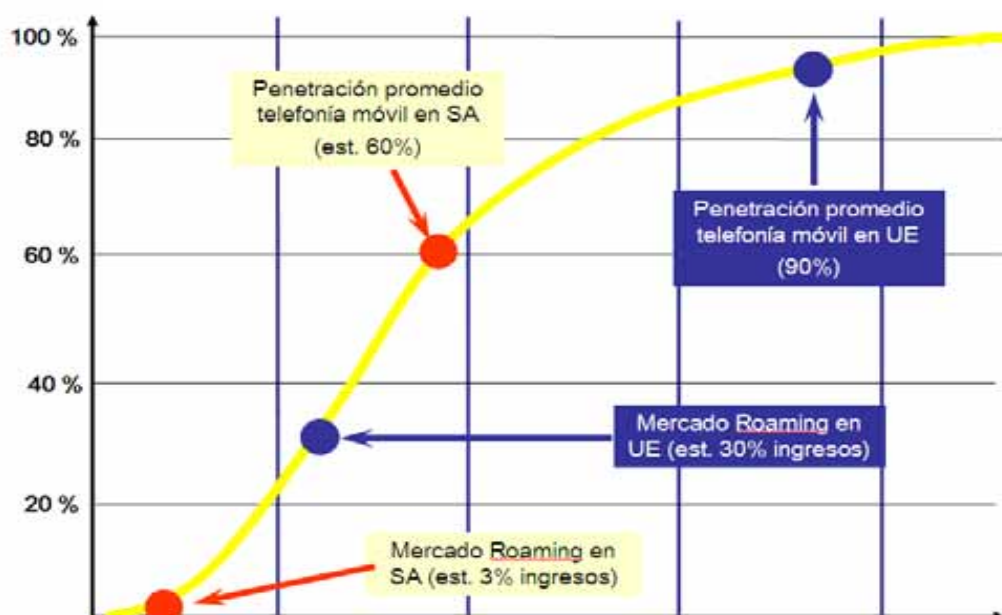 100 %
80 %
60 %
40 %
20 %
Penetración promedio
telefonía móvil en SA
(est. 60%)
Penetración promedio
telefonía móvil en UE
(90%)
Mercado Roaming en
UE (est. 30% ingresos)
Mercado Roaming en
SA (est. 3% ingresos)